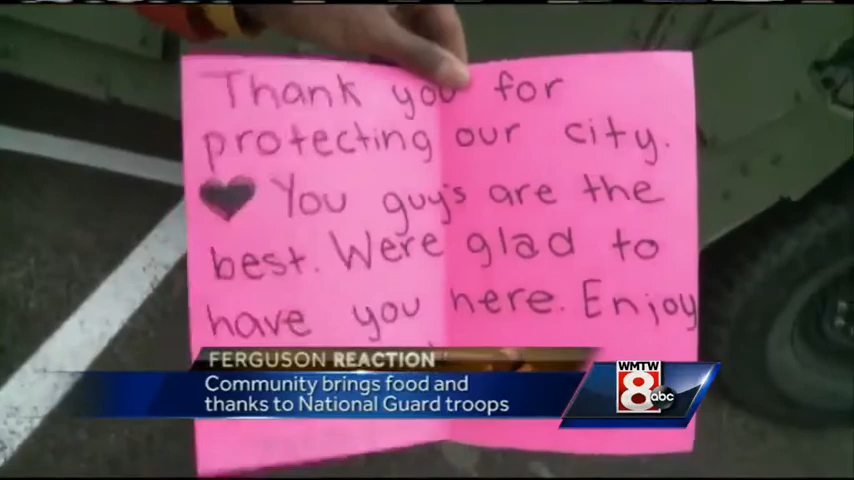 Thank you for
protecting our city.
You guy's are the
best. Were glad to
have you here. Enjoy
FERGUSON REACTION
Community brings food and
thanks to National Guard troops
WMTW
8 abc